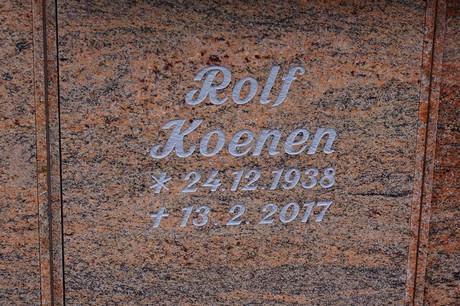 Rolf
Koenen
* 24.12.1938
† 13. 2. 2017